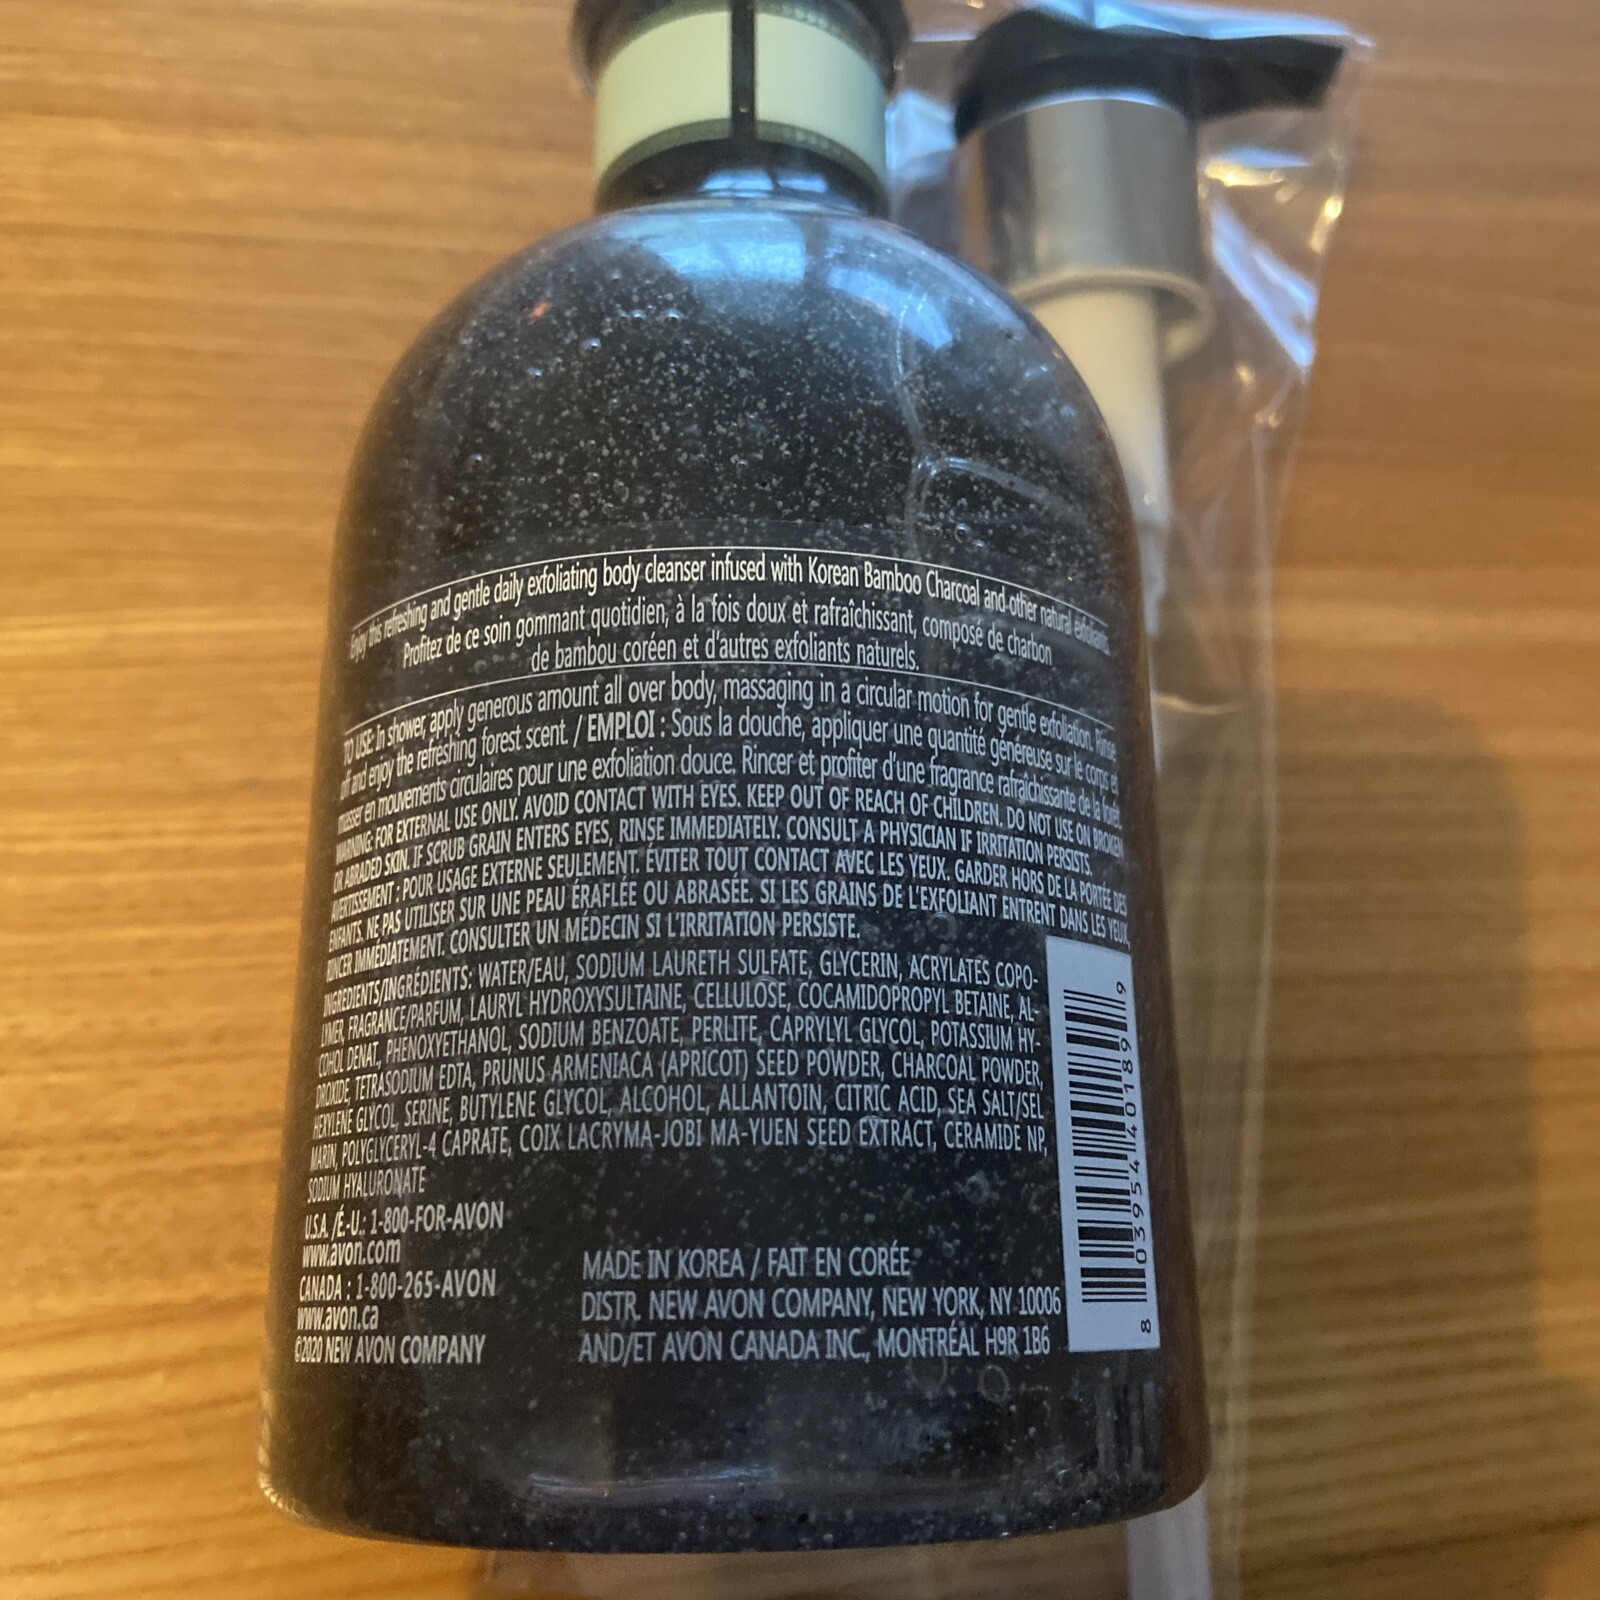 Enjoy this refreshing and gentle daily exfoliating body cleanser infused with Korean Bamboo Charcoal and other natural exfoliants.
Profitez de ce soin gommant quotidien, à la fois doux et rafraîchissant, composé de charbon
de bambou coréen et d'autres exfoliants naturels.
TO USE: In shower, apply generous amount all over body, massaging in a circular motion for gentle exfoliation. Rinse
off and enjoy the refreshing forest scent. / EMPLOI : Sous la douche, appliquer une quantité généreuse sur le corps et
masser en mouvements circulaires pour une exfoliation douce. Rincer et profiter d'une fragrance rafraîchissante de la forêt.
WARNING: FOR EXTERNAL USE ONLY. AVOID CONTACT WITH EYES. KEEP OUT OF REACH OF CHILDREN. DO NOT USE ON BROKEN
OR ABRADED SKIN. IF SCRUB GRAIN ENTERS EYES, RINSE IMMEDIATELY. CONSULT A PHYSICIAN IF IRRITATION PERSISTS.
AVERTISSEMENT : POUR USAGE EXTERNE SEULEMENT. ÉVITER TOUT CONTACT AVEC LES YEUX. GARDER HORS DE LA PORTÉE DES
ENFANTS. NE PAS UTILISER SUR UNE PEAU ÉRAFLÉE OU ABRASÉE. SI LES GRAINS DE L'EXFOLIANT ENTRENT DANS LES YEUX,
RINCER IMMÉDIATEMENT. CONSULTER UN MÉDECIN SI L'IRRITATION PERSISTE.
INGREDIENTS/INGRÉDIENTS: WATER/EAU, SODIUM LAURETH SULFATE, GLYCERIN, ACRYLATES COPO-
LYMER, FRAGRANCE/PARFUM, LAURYL HYDROXYSULTAINE, CELLULOSE, COCAMIDOPROPYL BETAINE, AL-
COHOL DENAT., PHENOXYETHANOL, SODIUM BENZOATE, PERLITE, CAPRYLYL GLYCOL, POTASSIUM HY-
DROXIDE, TETRASODIUM EDTA, PRUNUS ARMENIACA (APRICOT) SEED POWDER, CHARCOAL POWDER,
HEXYLENE GLYCOL, SERINE, BUTYLENE GLYCOL, ALCOHOL, ALLANTOIN, CITRIC ACID, SEA SALT/SEL
MARIN, POLYGLYCERYL-4 CAPRATE, COIX LACRYMA-JOBI MA-YUEN SEED EXTRACT, CERAMIDE NP,
SODIUM HYALURONATE
U.S.A. /É.-U.: 1-800-FOR-AVON
www.avon.com
CANADA : 1-800-265-AVON
www.avon.ca
©2020 NEW AVON COMPANY
MADE IN KOREA / FAIT EN CORÉE
DISTR. NEW AVON COMPANY, NEW YORK, NY 10006
AND/ET AVON CANADA INC., MONTRÉAL H9R 1B6
8 03954 40189 9